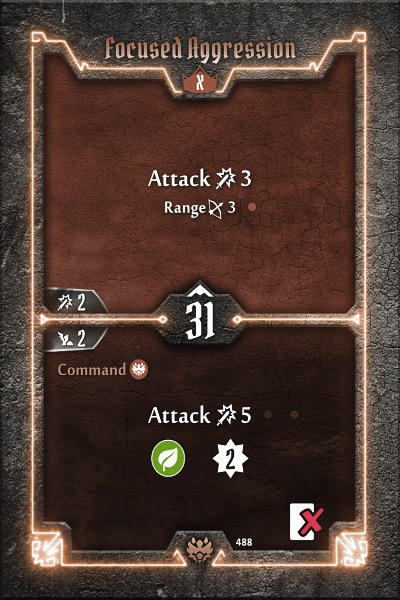 Focused Aggression
X
Attack 3
Range 3
2
31
2
Command
Attack 5
2
488